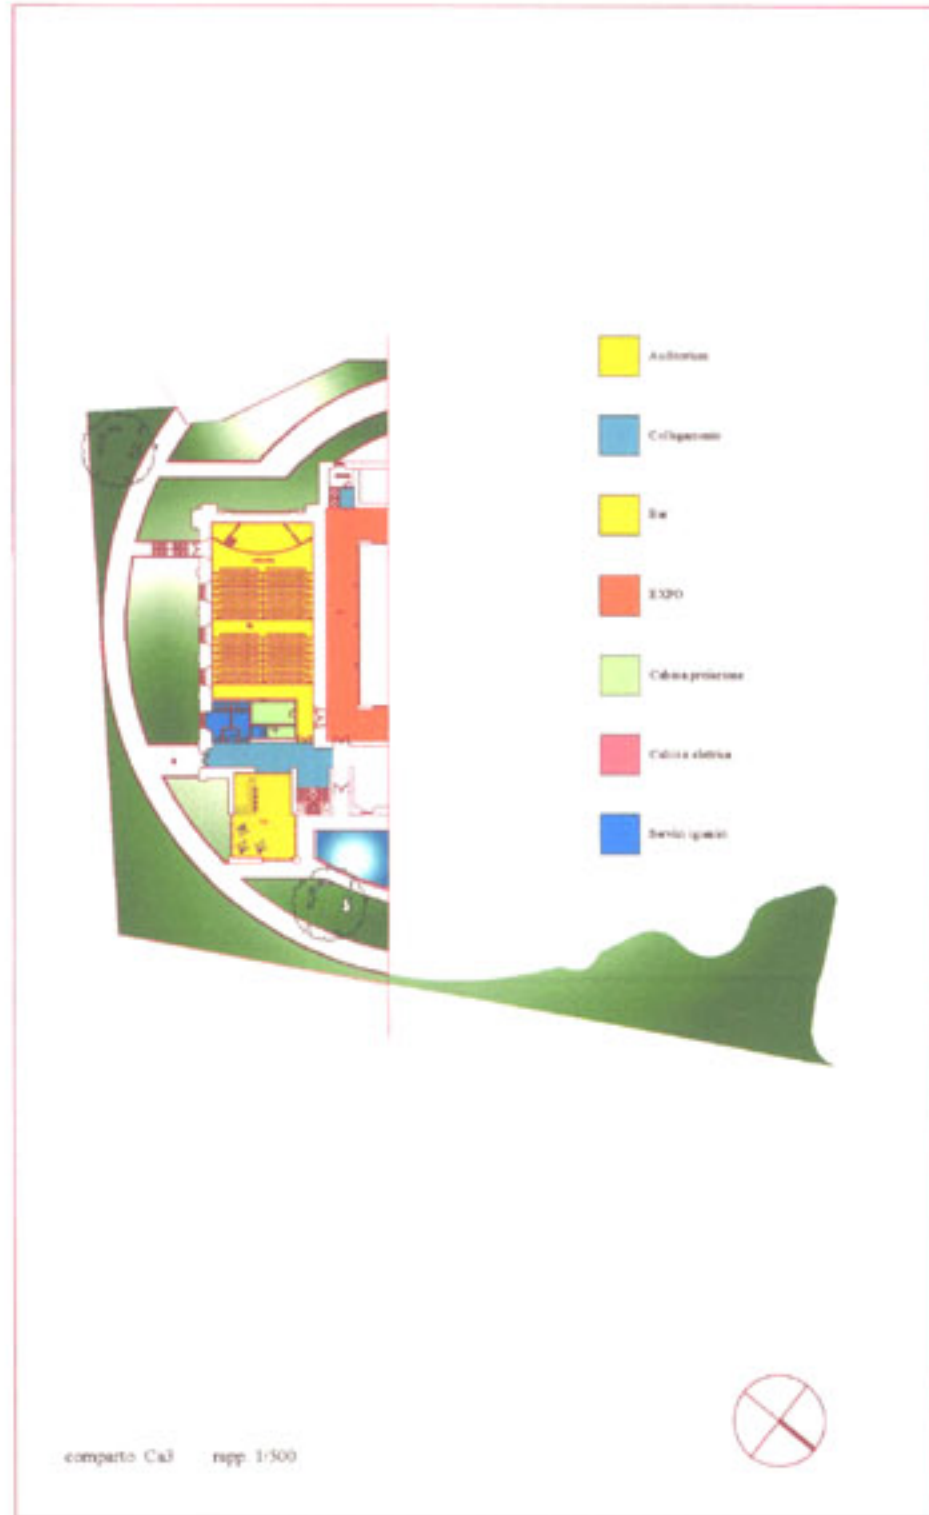 Auditorium
Collegamento
Bar
EXPO
Cabina proiezione
Cabina elettrica
Servizi igienici
comparto Ca3 rapp. 1/500